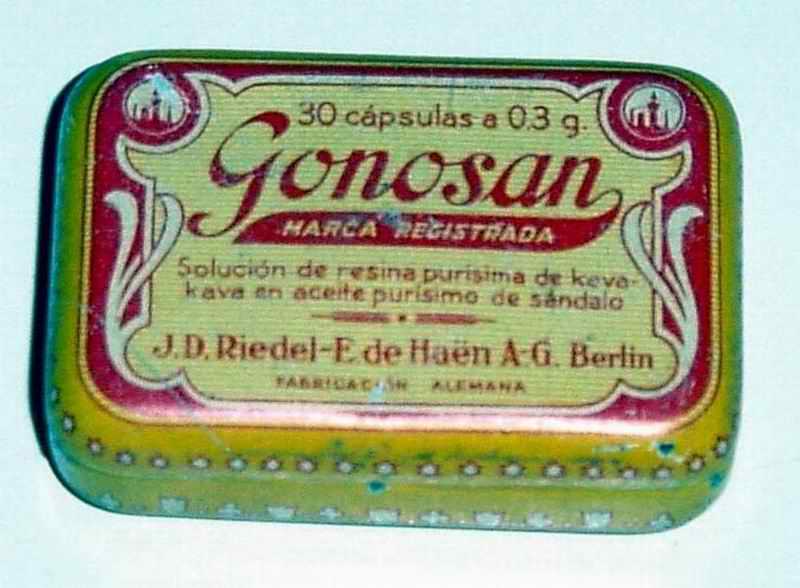 30 cápsulas a 0.3 g.
Gonosan
MARCA REGISTRADA
Solución de resina purisima de kava-
kava en aceite purísimo de sándalo
J.D. Riedel-E. de Haën A-G. Berlin
FABRICACIÓN ALEMANA